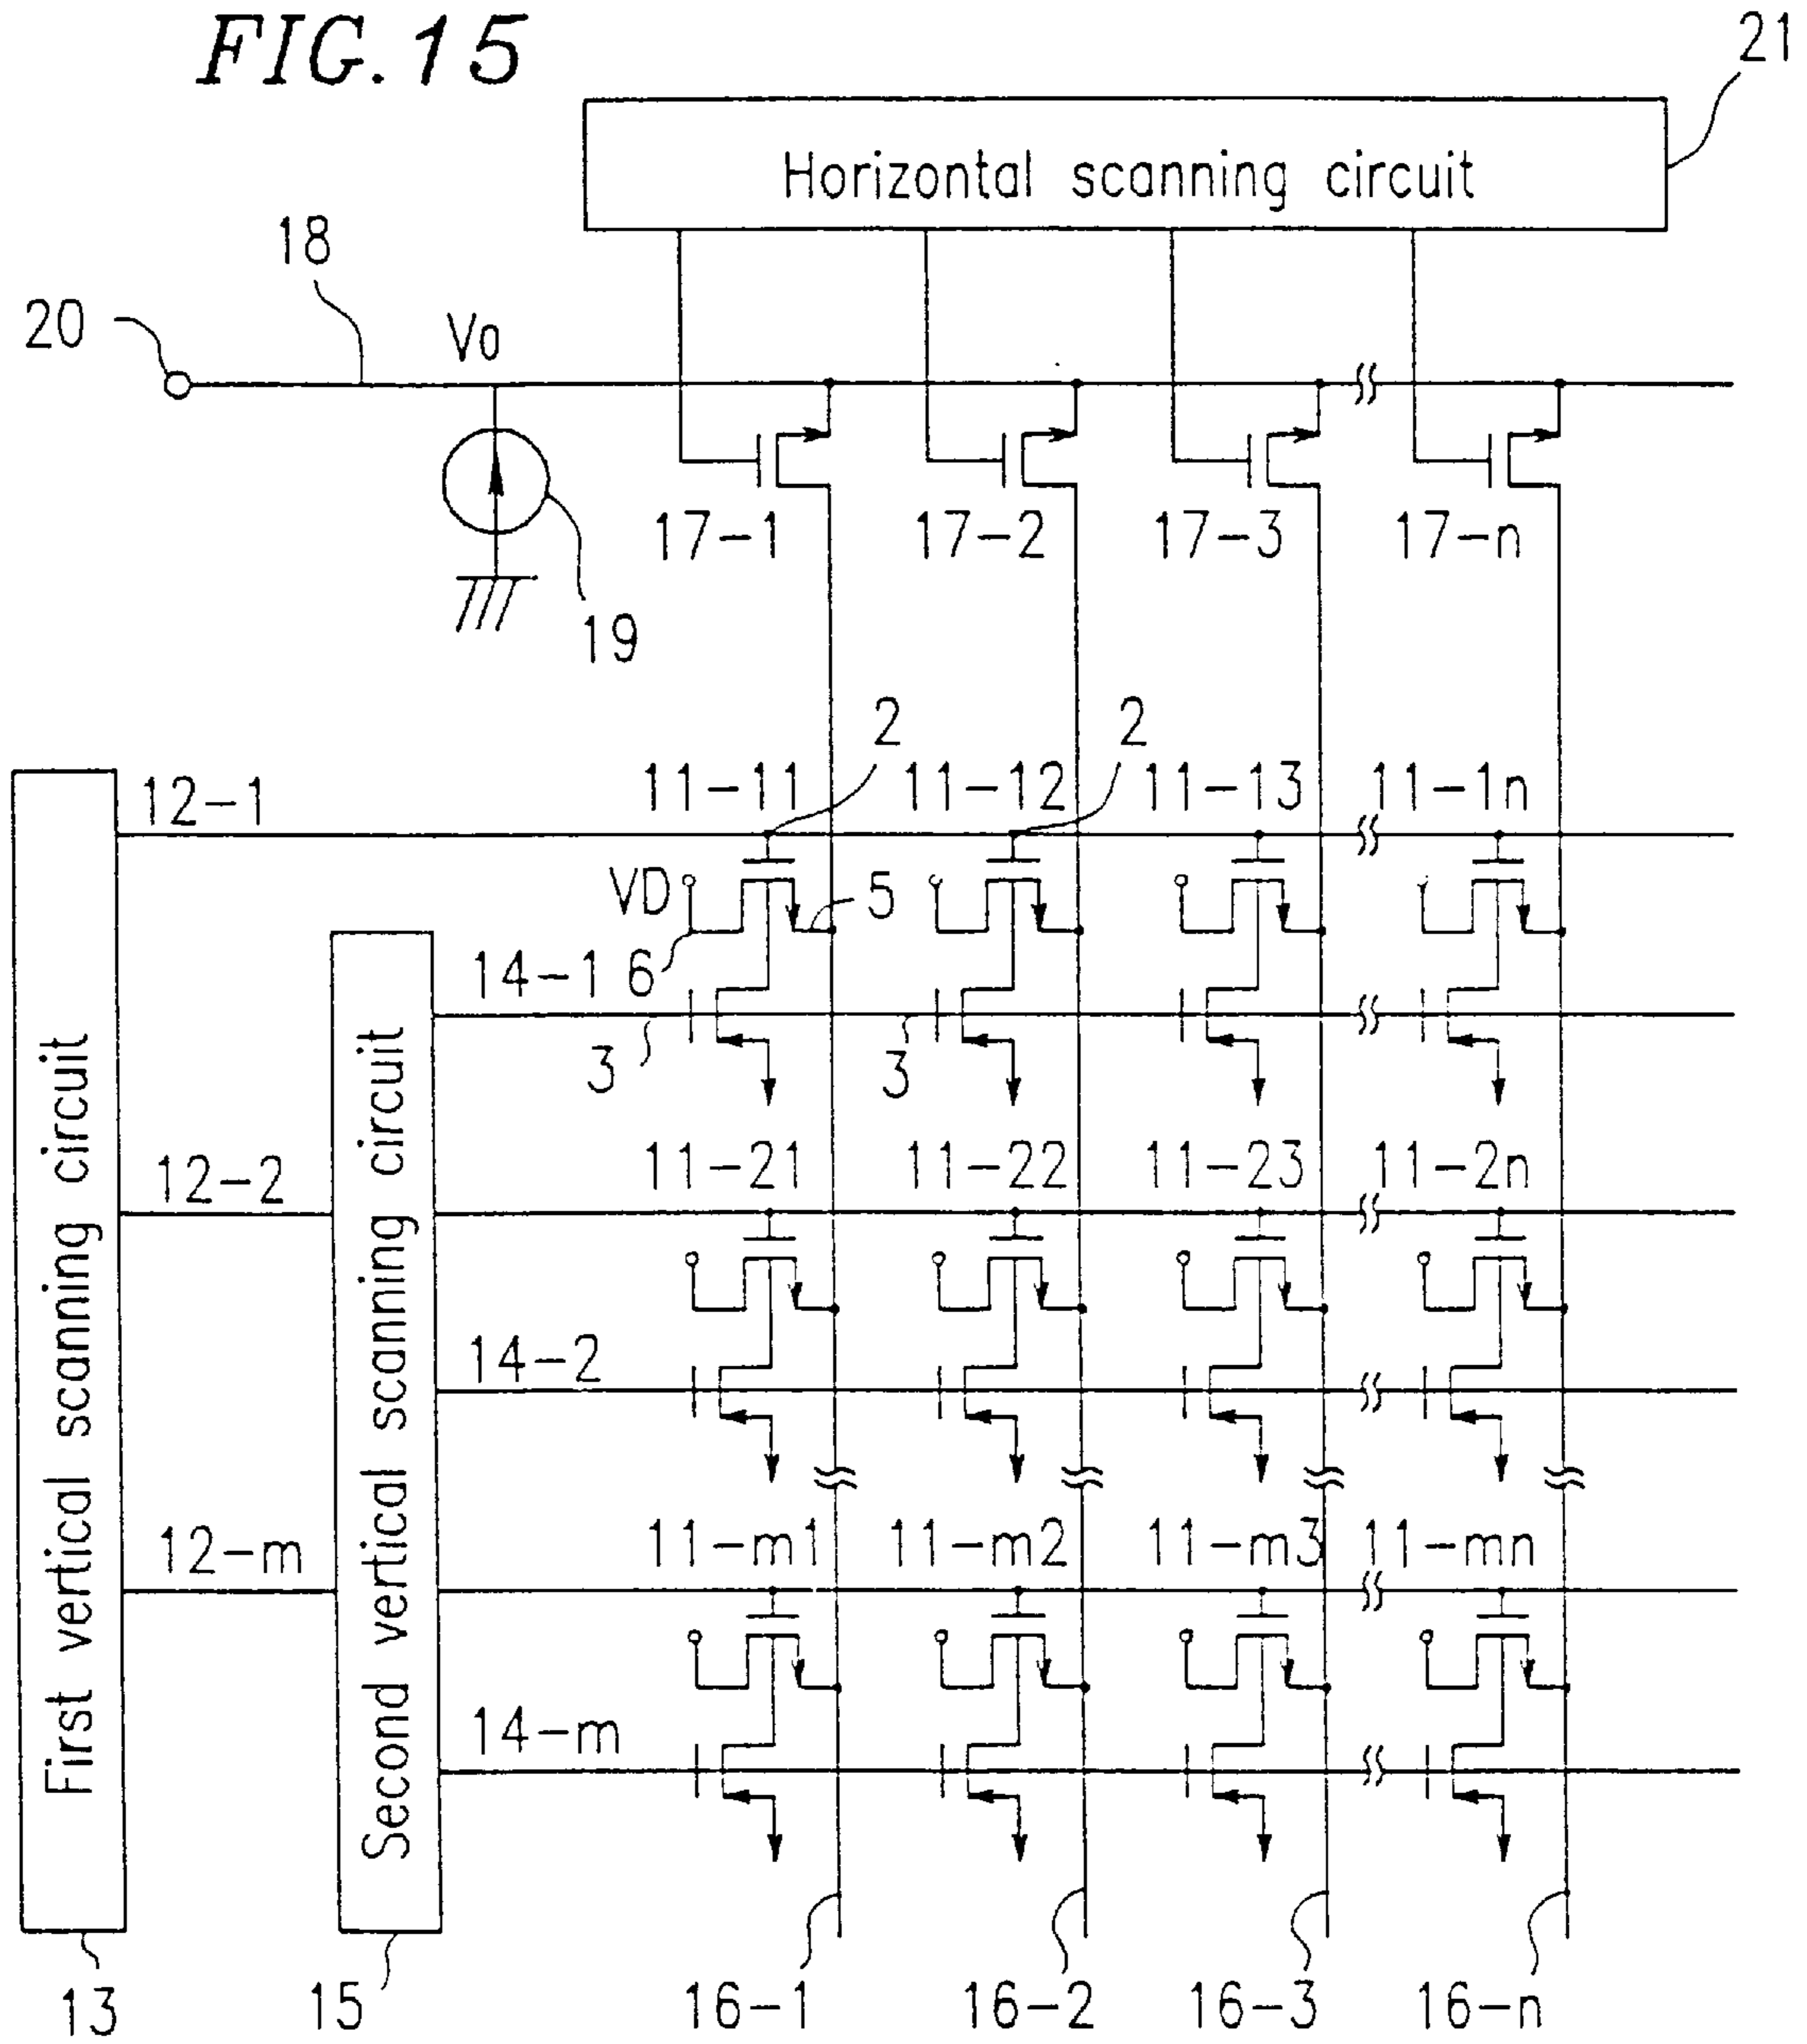 FIG.15
21
Horizontal scanning circuit
18
20
Vo
17-1 17-2 17-3 17-n
19
2 2
12-1 11-11 11-12 11-13 11-1n
VD 5
14-1 6
3 3
First vertical scanning circuit
Second vertical scanning circuit
12-2 11-21 11-22 11-23 11-2n
14-2
12-m 11-m1 11-m2 11-m3 11-mn
14-m
13 15 16-1 16-2 16-3 16-n